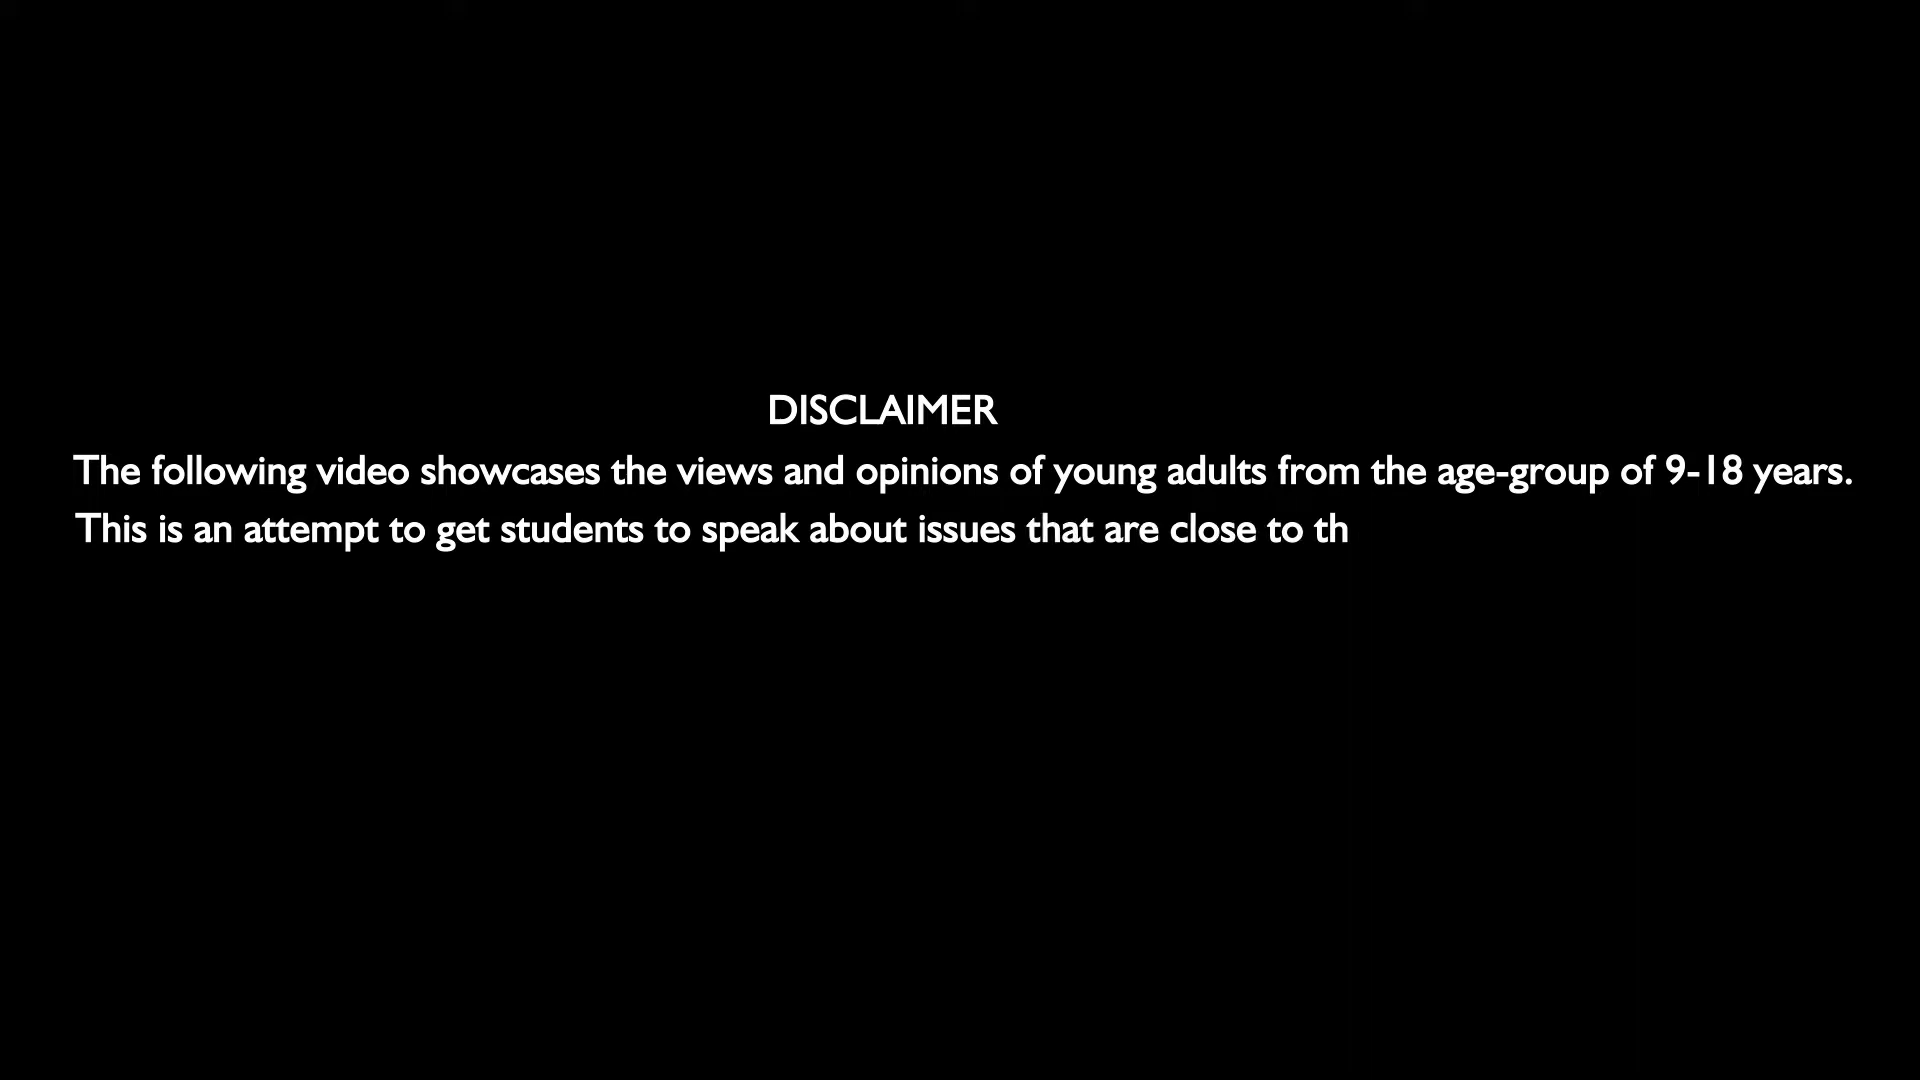 DISCLAIMER
The following video showcases the views and opinions of young adults from the age-group of 9-18 years.
This is an attempt to get students to speak about issues that are close to th